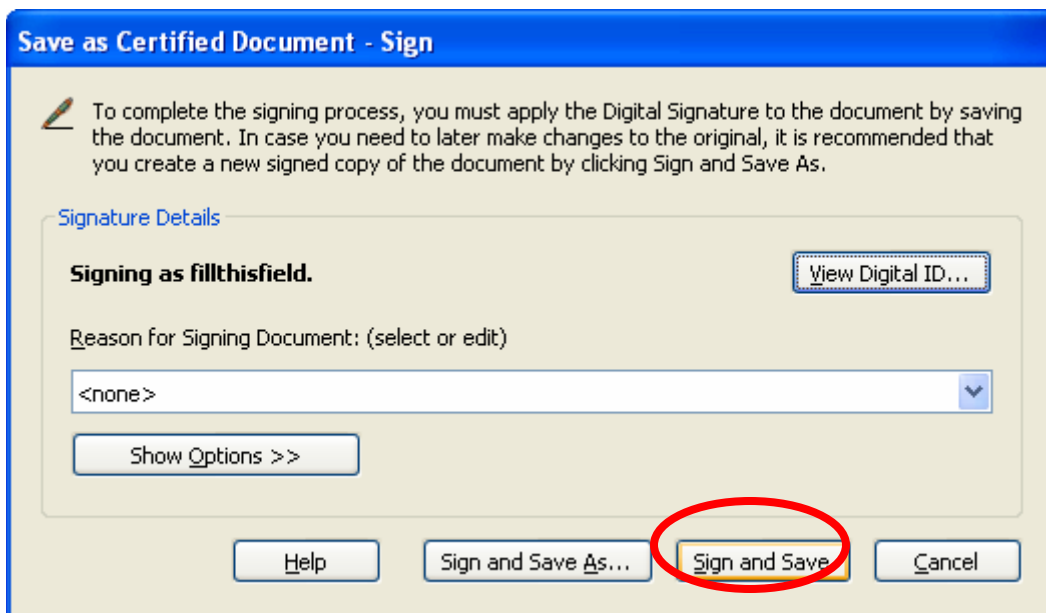 Save as Certified Document - Sign
To complete the signing process, you must apply the Digital Signature to the document by saving
the document. In case you need to later make changes to the original, it is recommended that
you create a new signed copy of the document by clicking Sign and Save As.
Signature Details
Signing as fillthisfield.
View Digital ID...
Reason for Signing Document: (select or edit)
<none>
Show Options >>
Help
Sign and Save As...
Sign and Save
Cancel